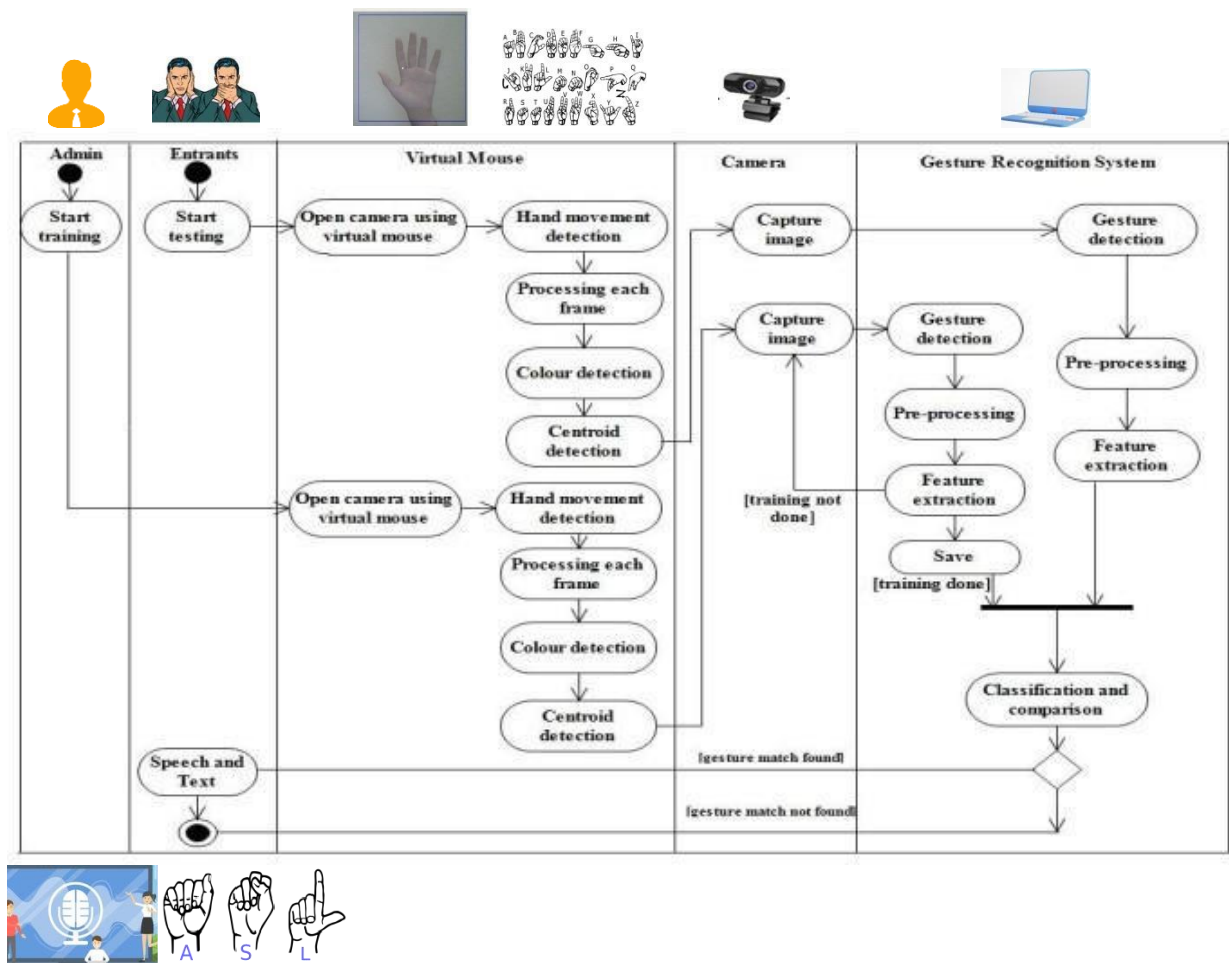 A B C D E F G H I
J K L M N O P Q
R S T U V W X Y Z
Admin
Entrants
Virtual Mouse
Camera
Gesture Recognition System
Start
training
Start
testing
Open camera using
virtual mouse
Hand movement
detection
Capture
image
Gesture
detection
Processing each
frame
Capture
image
Gesture
detection
Colour detection
Pre-processing
Pre-processing
Centroid
detection
Feature
extraction
Open camera using
virtual mouse
Hand movement
detection
[training not
done]
Feature
extraction
Processing each
frame
Save
[training done]
Colour detection
Classification and
comparison
Centroid
detection
Speech and
Text
[gesture match found]
[gesture match not found]
A S L